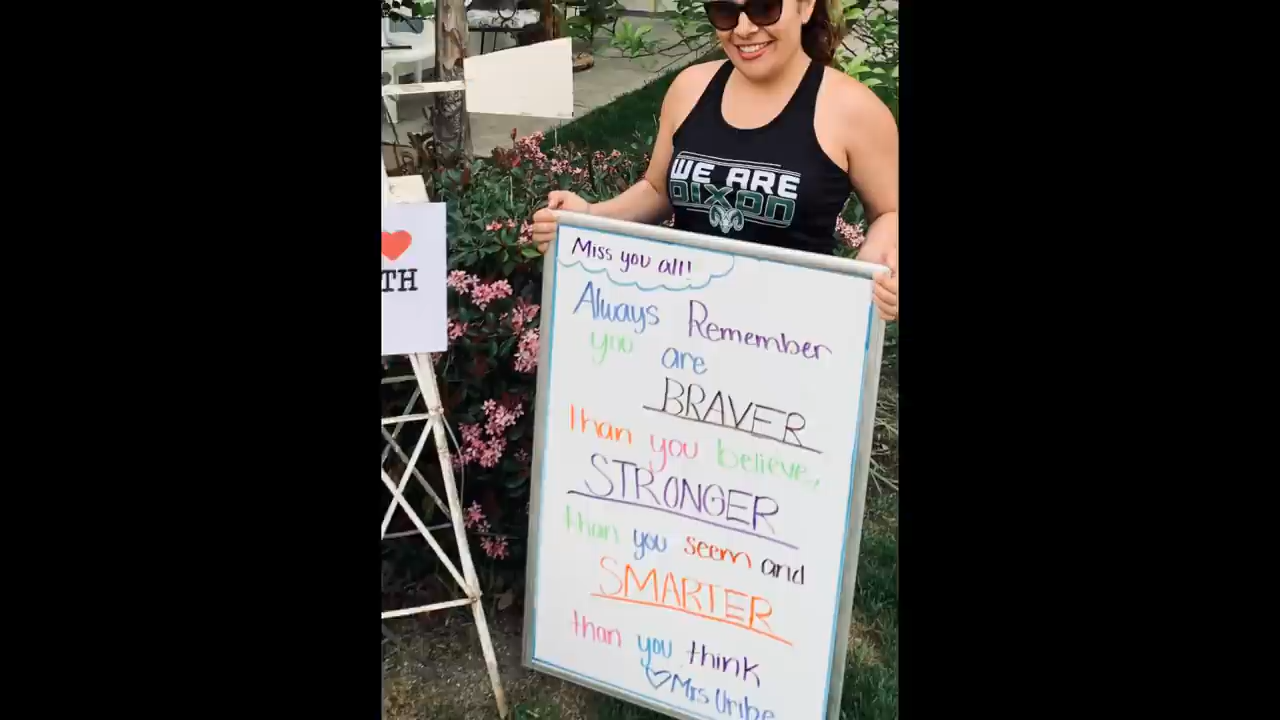 WE ARE
DIXON
TH
Miss you all!
Always Remember
you are
BRAVER
than you believe,
STRONGER
than you seem and
SMARTER
than you think
♡Mrs Uribe